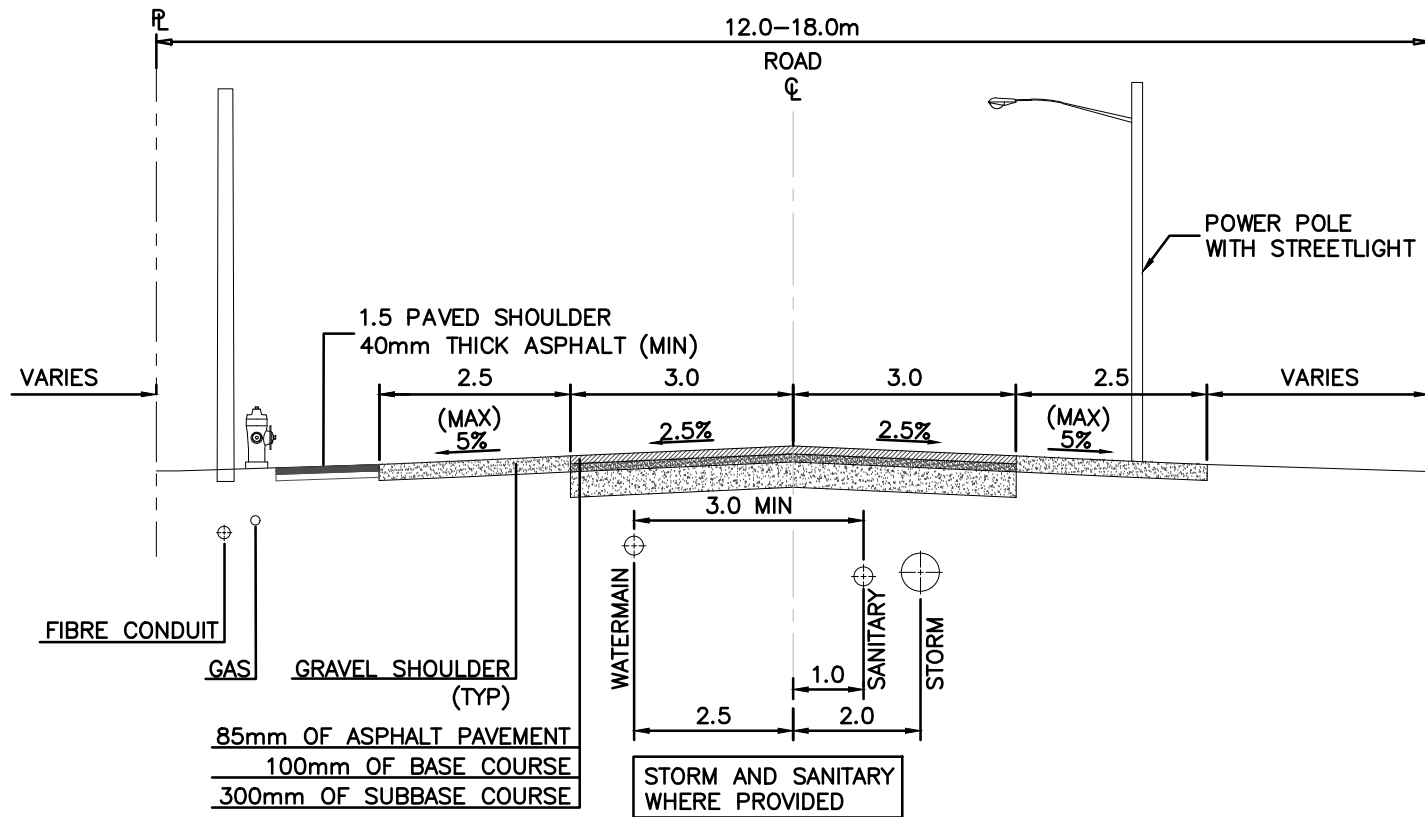 PL
12.0-18.0m
ROAD
CL
POWER POLE
WITH STREETLIGHT
1.5 PAVED SHOULDER
40mm THICK ASPHALT (MIN)
VARIES
2.5
3.0
3.0
2.5
VARIES
(MAX)
5%
2.5%
2.5%
(MAX)
5%
3.0 MIN
WATERMAIN
SANITARY
STORM
FIBRE CONDUIT
GAS
GRAVEL SHOULDER
(TYP)
1.0
2.5
2.0
85mm OF ASPHALT PAVEMENT
100mm OF BASE COURSE
300mm OF SUBBASE COURSE
STORM AND SANITARY
WHERE PROVIDED